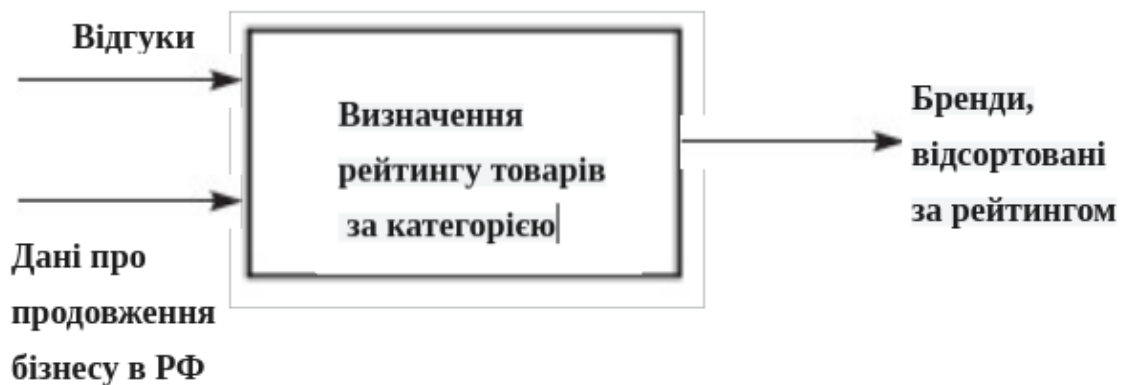 Відгуки
Визначення
рейтингу товарів
за категорією
Бренди,
відсортовані
за рейтингом
Дані про
продовження
бізнесу в РФ